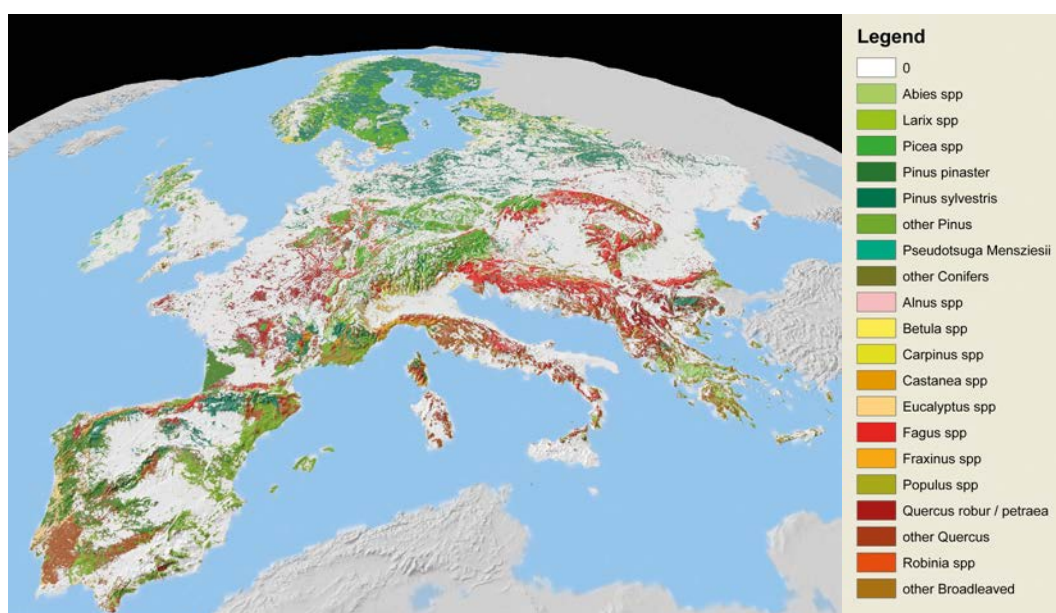 Legend
0
Abies spp
Larix spp
Picea spp
Pinus pinaster
Pinus sylvestris
other Pinus
Pseudotsuga Mensziesii
other Conifers
Alnus spp
Betula spp
Carpinus spp
Castanea spp
Eucalyptus spp
Fagus spp
Fraxinus spp
Populus spp
Quercus robur / petraea
other Quercus
Robinia spp
other Broadleaved